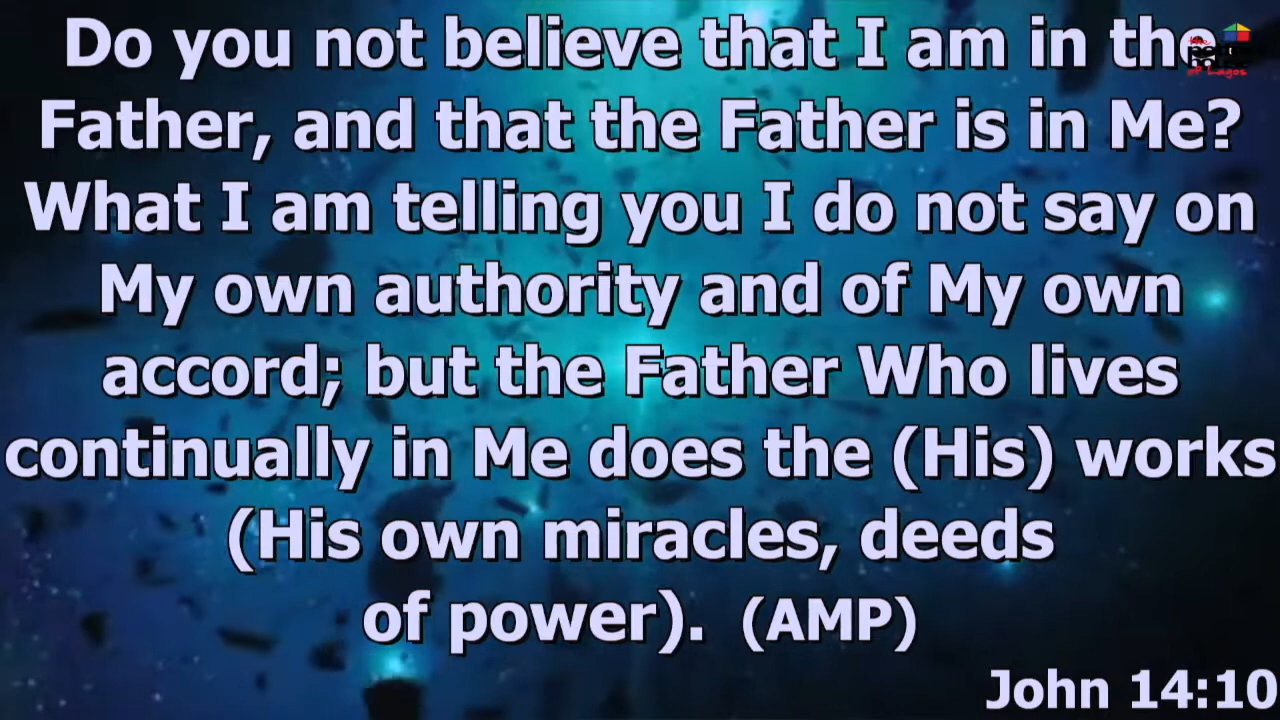 Do you not believe that I am in the
Father, and that the Father is in Me?
What I am telling you I do not say on
My own authority and of My own
accord; but the Father Who lives
continually in Me does the (His) works
(His own miracles, deeds
of power). (AMP)
John 14:10
of Lagos